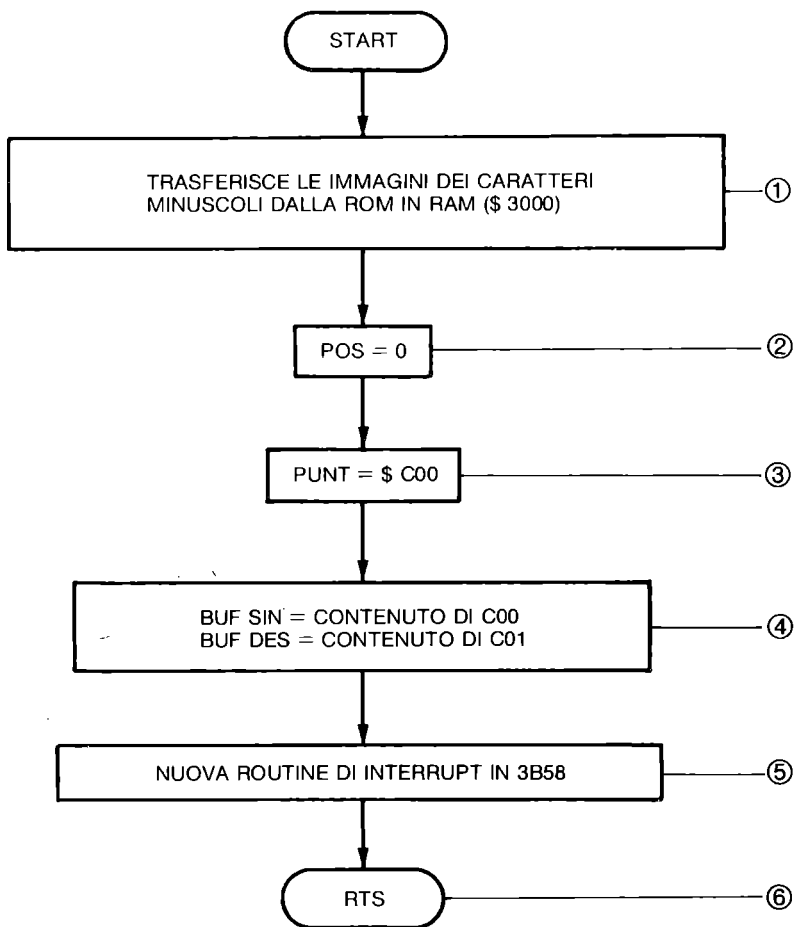 START
TRASFERISCE LE IMMAGINI DEI CARATTERI
MINUSCOLI DALLA ROM IN RAM ($ 3000)
①
POS = 0
②
PUNT = $ C00
③
BUF SIN = CONTENUTO DI C00
BUF DES = CONTENUTO DI C01
④
NUOVA ROUTINE DI INTERRUPT IN 3B58
⑤
RTS
⑥